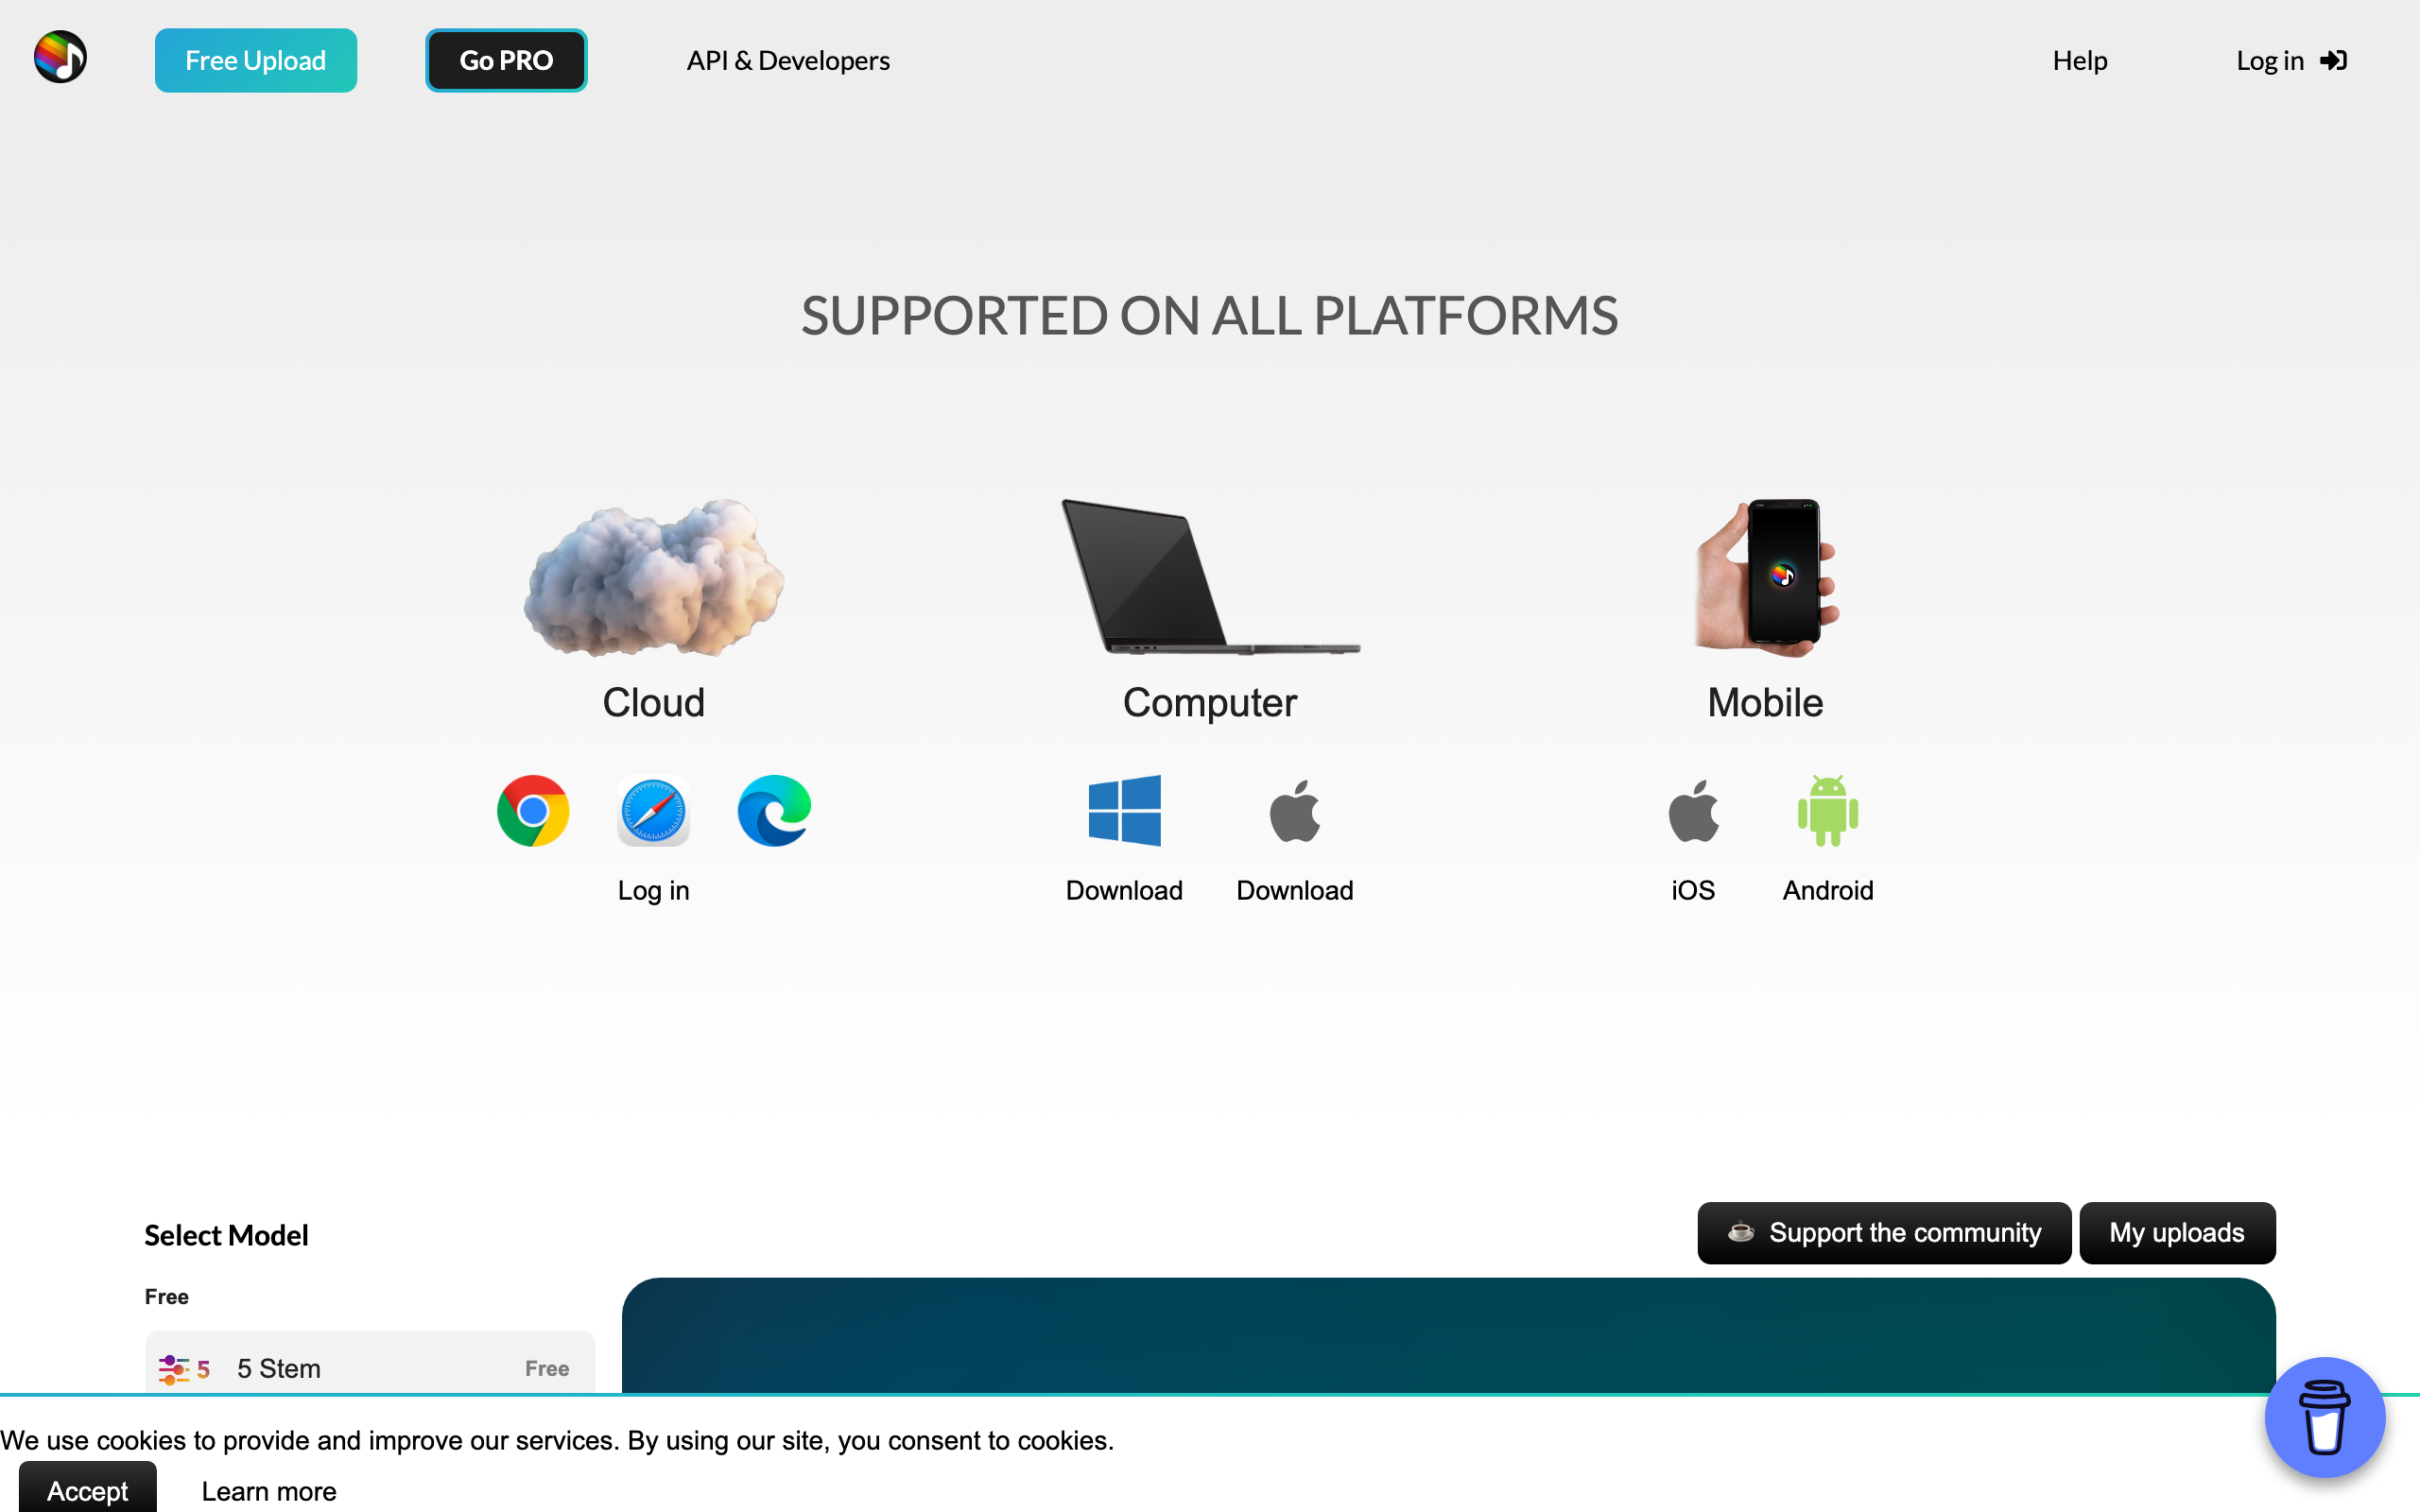 Free Upload
Go PRO
API & Developers
Help
Log in
SUPPORTED ON ALL PLATFORMS
Cloud
Computer
Mobile
Log in
Download
Download
iOS
Android
Select Model
Support the community
My uploads
Free
5
5 Stem
Free
We use cookies to provide and improve our services. By using our site, you consent to cookies.
Accept
Learn more